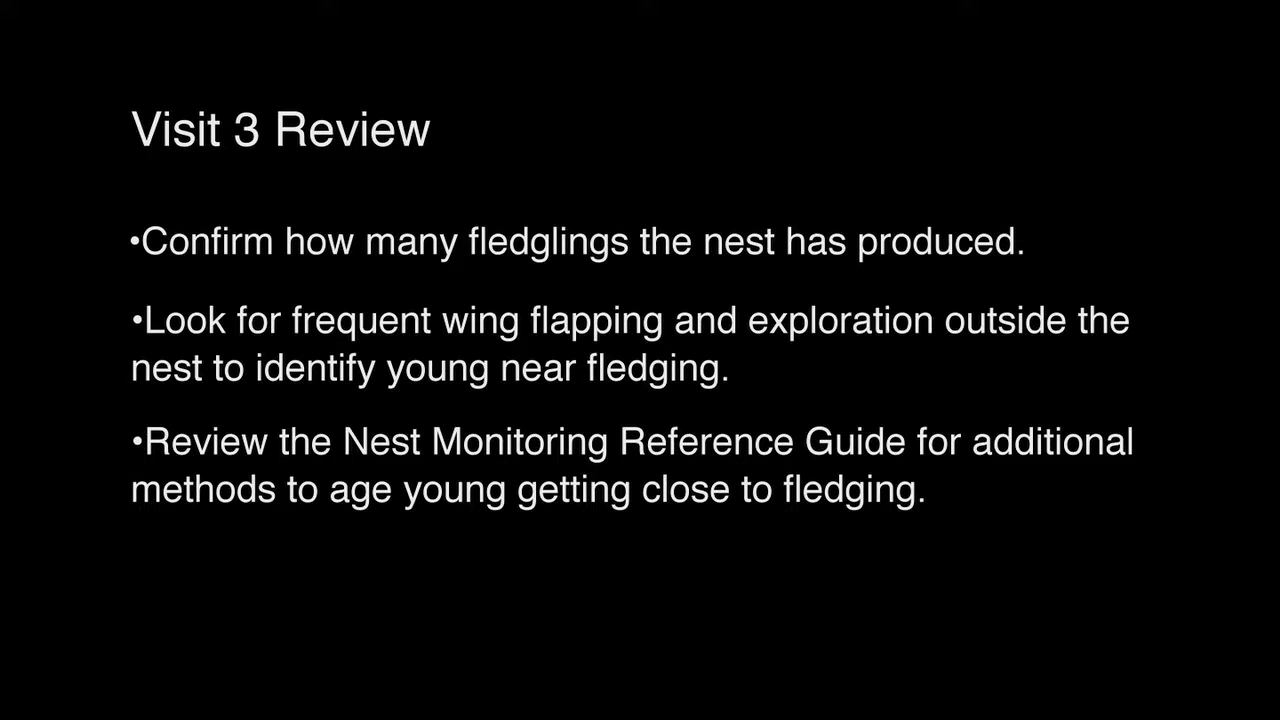 Visit 3 Review
•Confirm how many fledglings the nest has produced.
•Look for frequent wing flapping and exploration outside the
nest to identify young near fledging.
•Review the Nest Monitoring Reference Guide for additional
methods to age young getting close to fledging.